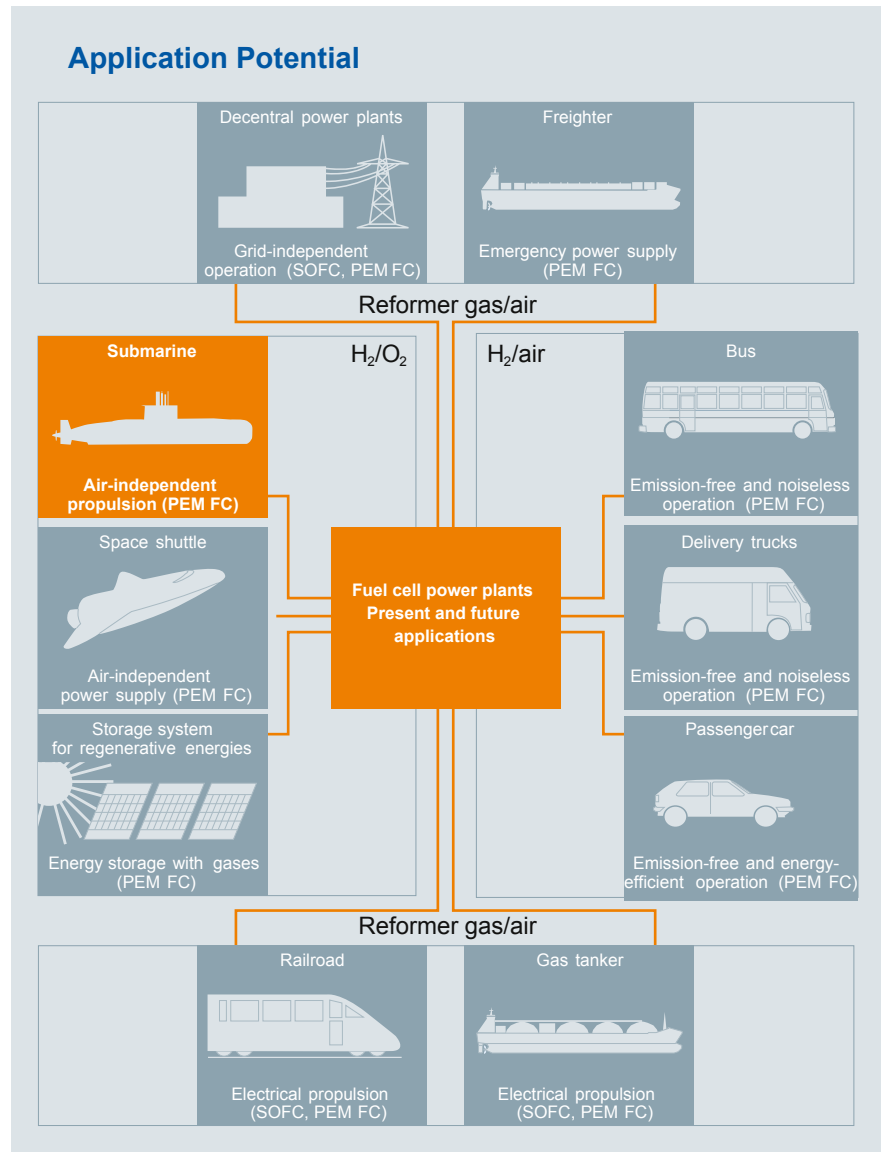 Application Potential
Decentral power plants
Grid-independent
operation (SOFC, PEM FC)
Freighter
Emergency power supply
(PEM FC)
Reformer gas/air
H₂/O₂
H₂/air
Submarine
Air-independent
propulsion (PEM FC)
Space shuttle
Air-independent
power supply (PEM FC)
Storage system
for regenerative energies
Energy storage with gases
(PEM FC)
Fuel cell power plants
Present and future
applications
Bus
Emission-free and noiseless
operation (PEM FC)
Delivery trucks
Emission-free and noiseless
operation (PEM FC)
Passengercar
Emission-free and energy-
efficient operation (PEM FC)
Reformer gas/air
Railroad
Electrical propulsion
(SOFC, PEM FC)
Gas tanker
Electrical propulsion
(SOFC, PEM FC)